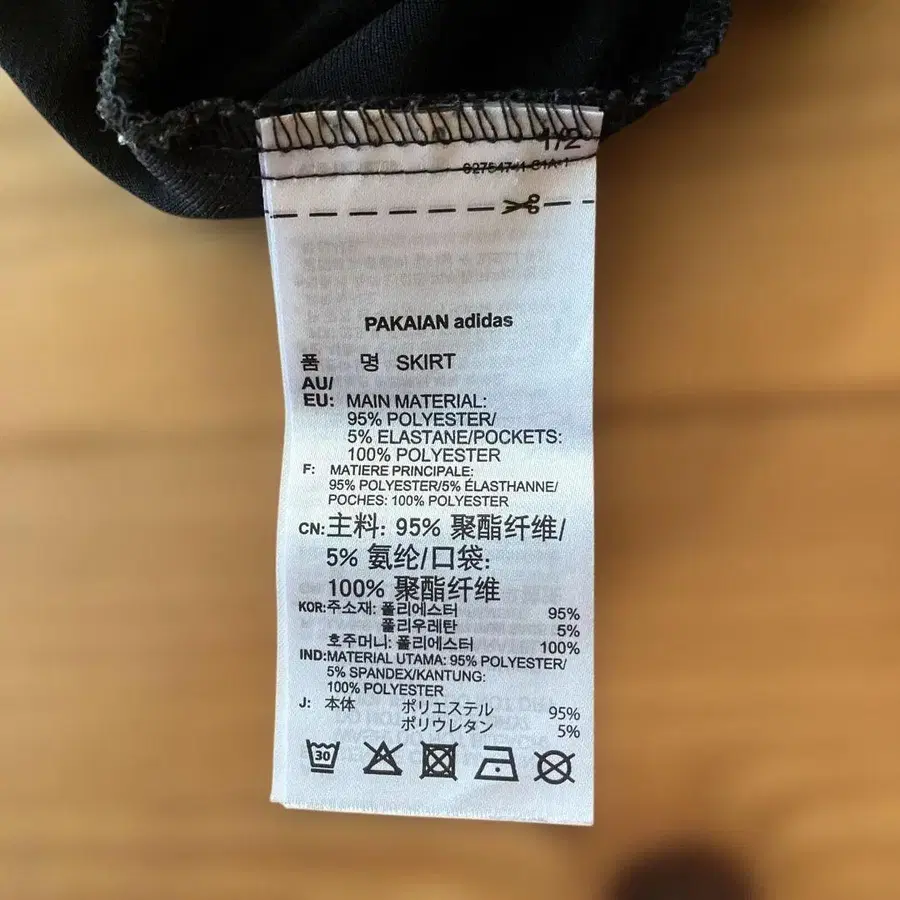 1/2
PAKAIAN adidas
품 명 SKIRT
AU/
EU: MAIN MATERIAL:
95% POLYESTER/
5% ELASTANE/POCKETS:
100% POLYESTER
F: MATIERE PRINCIPALE:
95% POLYESTER/5% ÉLASTHANNE/
POCHES: 100% POLYESTER
CN:主料: 95% 聚酯纤维/
5% 氨纶/口袋:
100% 聚酯纤维
KOR:주소재: 폴리에스터 95%
폴리우레탄 5%
호주머니: 폴리에스터 100%
IND:MATERIAL UTAMA: 95% POLYESTER/
5% SPANDEX/KANTUNG:
100% POLYESTER
J: 本体 ポリエステル 95%
ポリウレタン 5%
30